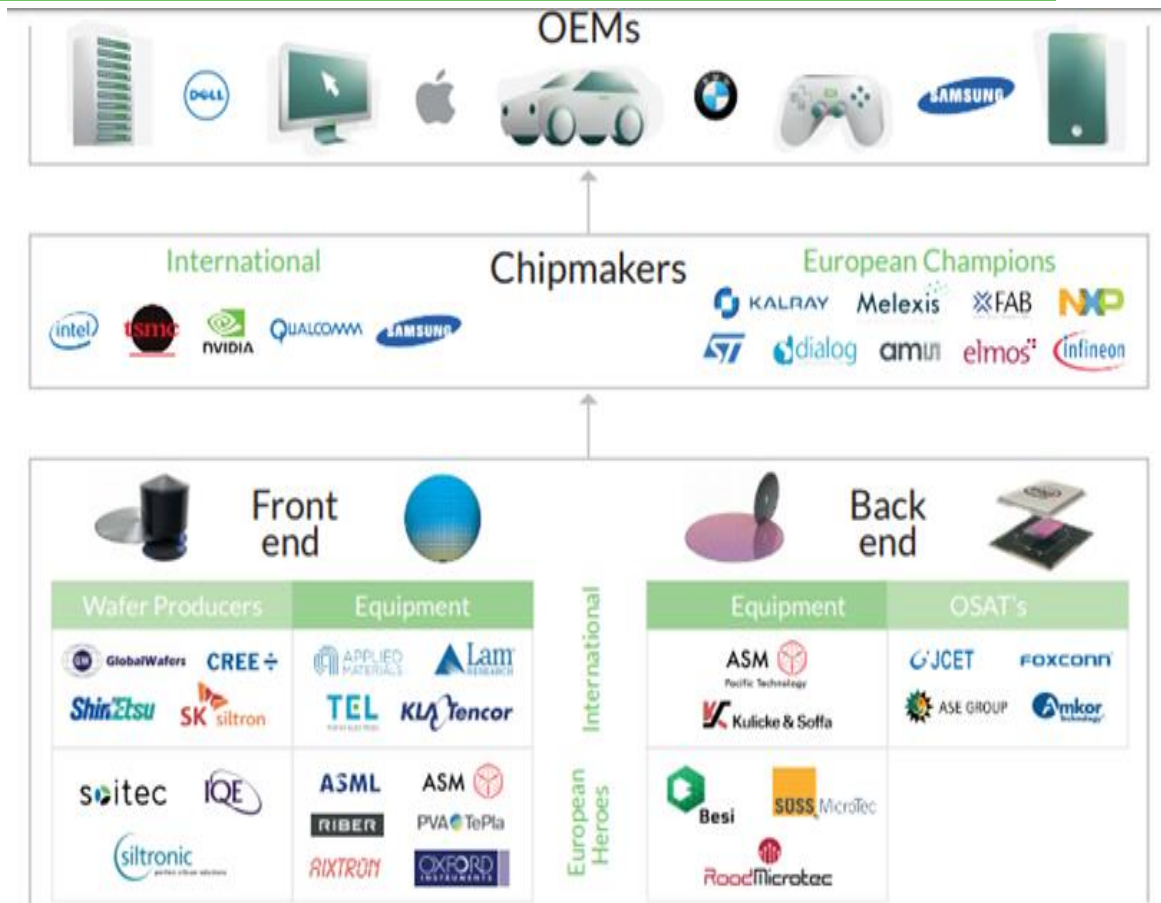 OEMs
DELL
SAMSUNG
International
Chipmakers
European Champions
intel
tsmc
nVIDIA
QUALCOMM
SAMSUNG
KALRAY
Melexis
XFAB
NXP
ST
dialog
amun
elmos
infineon
Front
end
Back
end
Wafer Producers
Equipment
International
Equipment
OSAT's
GlobalWafers
CREE
APPLIED
MATERIALS
Lam
RESEARCH
ShinEtsu
SK
siltron
TEL
KLA Tencor
ASM
Pacific Technology
Kulicke & Soffa
JCET
FOXCONN
ASE GROUP
Amkor
Technology
European
Heroes
soitec
IQE
siltronic
ASML
ASM
RIBER
PVA TePla
AIXTRON
OXFORD
INSTRUMENTS
Besi
SUSS MicroTec
RoodMicrotec